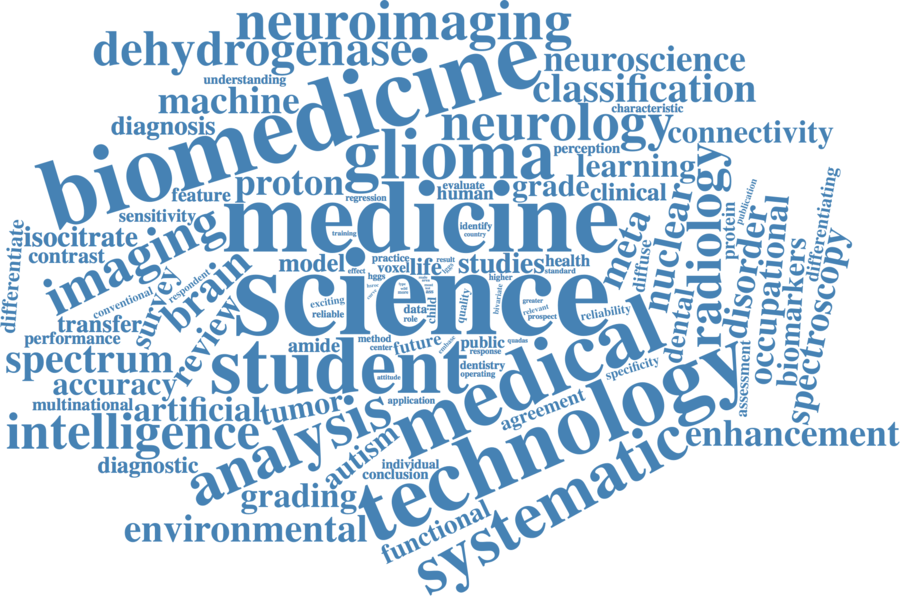 neuroimaging
dehydrogenase
understanding
neuroscience
biomedicine
machine
classification
characteristic
diagnosis
neurology
connectivity
glioma
perception
learning
proton
feature
regression
evaluate
human
grade
clinical
sensitivity
medicine
training
identify
country
isocitrate
contrast
differentiate
imaging
conventional
survey
respondent
brain
model
effect
practice
voxel
hggs
life
result
studies
higher
health
standard
meta
diffuse
nuclear
radiology
protein
publication
disorder
occupational
biomarkers
differentiating
spectroscopy
science
exciting
reliable
data
role
child
quality
bivariate
greater
relevant
prospect
reliability
dental
transfer
performance
review
spectrum
accuracy
amide
method
center
future
embase
public
response
quadas
student
attitude
dentistry
operating
medical
specificity
assessment
multinational
artificial
tumor
application
agreement
intelligence
analysis
autism
technology
enhancement
diagnostic
individual
conclusion
grading
systematic
environmental
functional